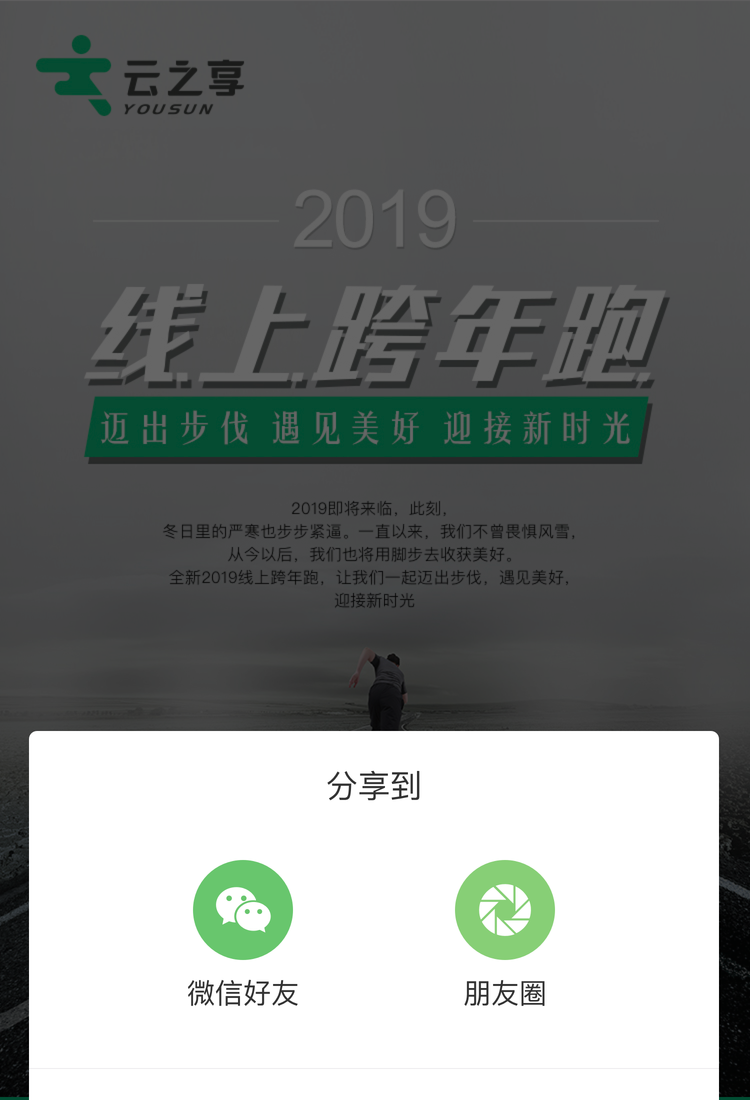 云之享
YOUSUN
2019
线上跨年跑
迈出步伐 遇见美好 迎接新时光
2019即将来临，此刻，
冬日里的严寒也步步紧逼。一直以来，我们不曾畏惧风雪，
从今以后，我们也将用脚步去收获美好。
全新2019线上跨年跑，让我们一起迈出步伐，遇见美好，
迎接新时光
分享到
微信好友 朋友圈